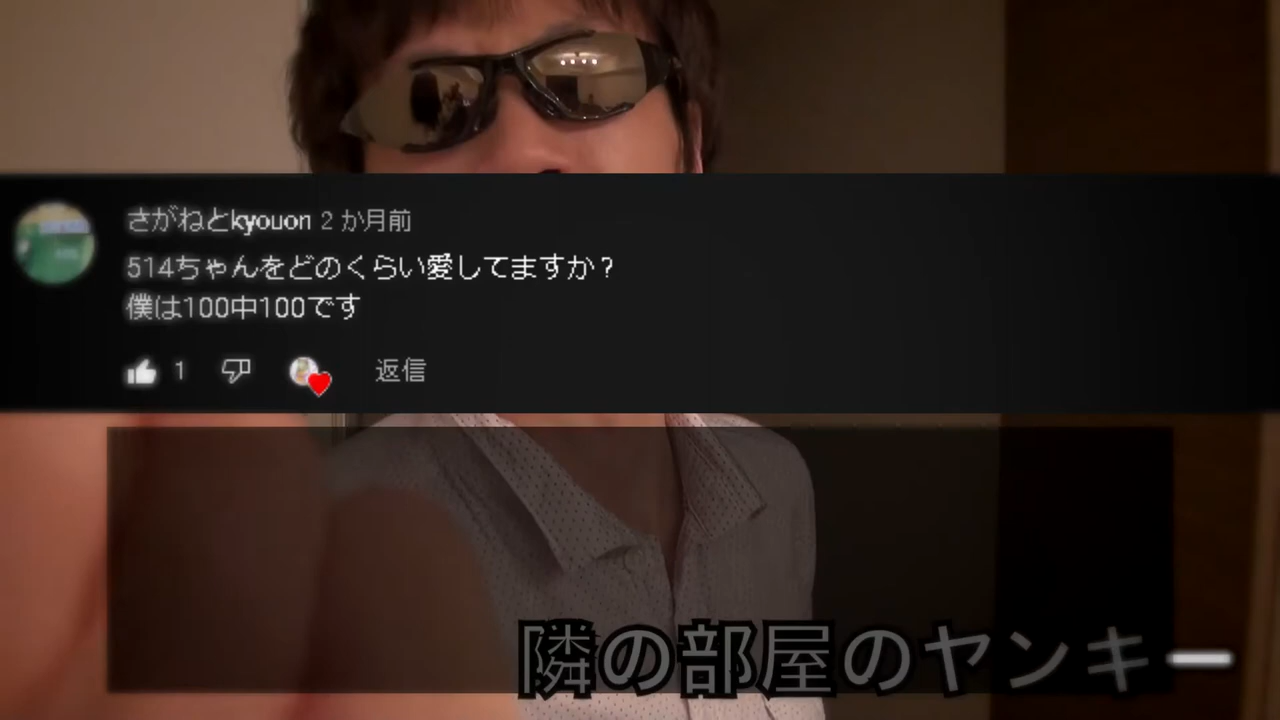 さがねとkyouon 2 か月前
514ちゃんをどのくらい愛してますか？
僕は100中100です
1
返信
隣の部屋のヤンキー